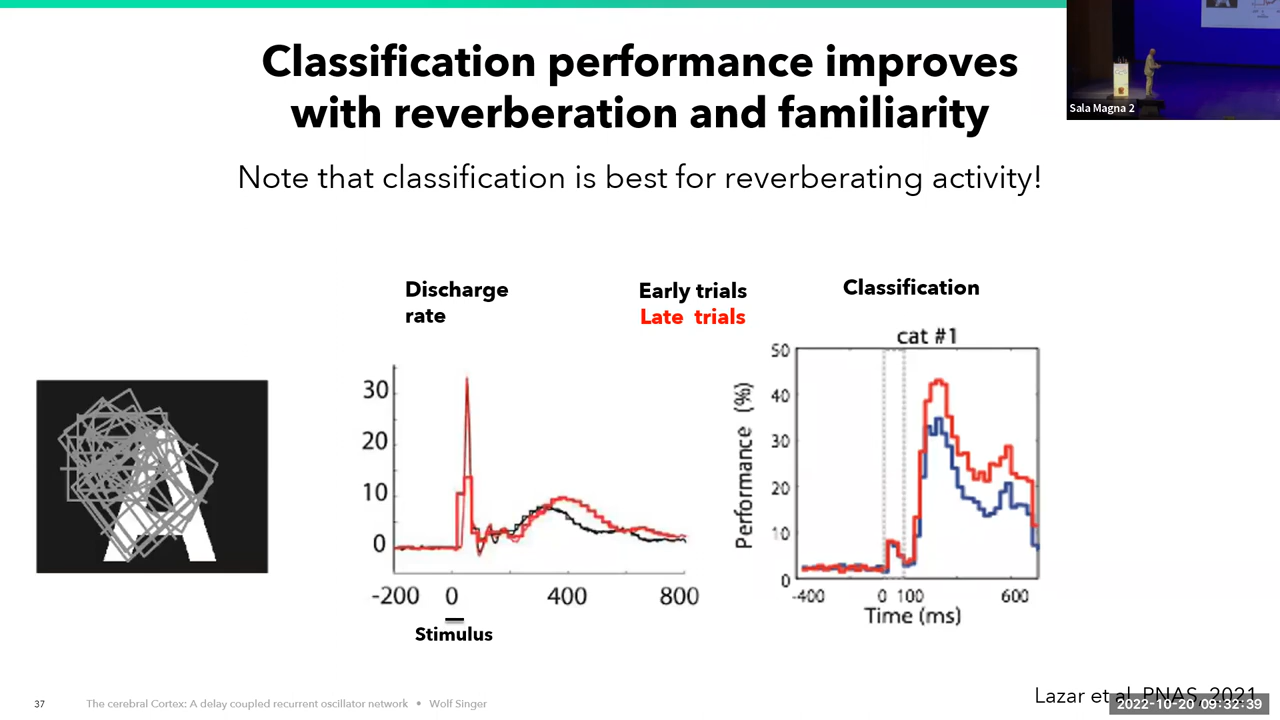 Classification performance improves
with reverberation and familiarity
Sala Magna 2
Note that classification is best for reverberating activity!
Discharge
rate
Early trials
Late trials
Classification
cat #1
30
20
10
0
-200 0 400 800
Stimulus
Performance (%)
50
40
30
20
10
0
-400 0 100 600
Time (ms)
37 The cerebral Cortex: A delay coupled recurrent oscillator network • Wolf Singer
Lazar et al, PNAS, 2021
2022-10-20 09:32:39